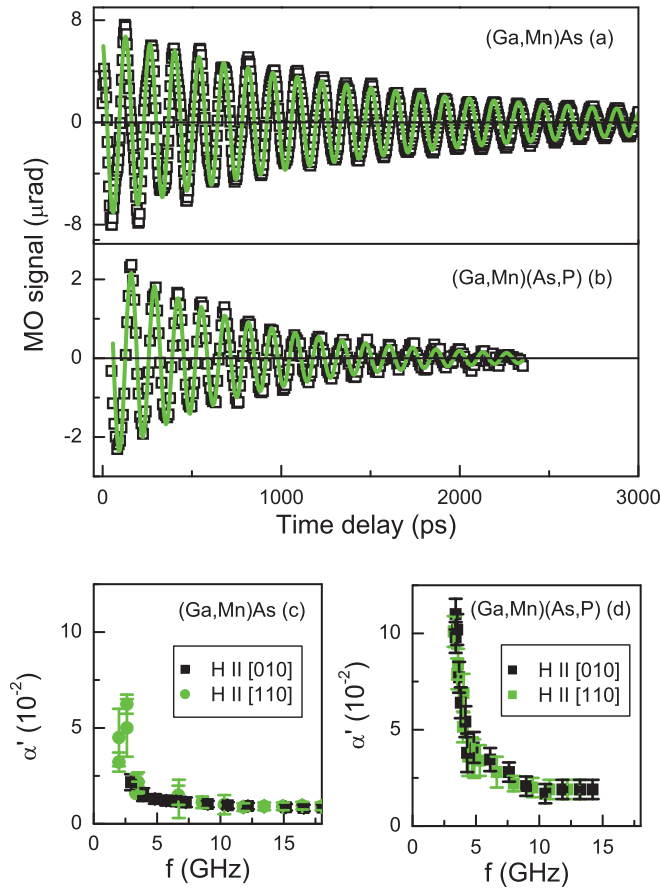 8
(Ga,Mn)As (a)
0
-8
MO signal (μrad)
2
(Ga,Mn)(As,P) (b)
0
-2
0
1000
2000
3000
Time delay (ps)
(Ga,Mn)As (c)
10
H II [010]
H II [110]
5
0
α' (10⁻²)
0
5
10
15
f (GHz)
(Ga,Mn)(As,P) (d)
10
H II [010]
H II [110]
5
0
α' (10⁻²)
0
5
10
15
f (GHz)